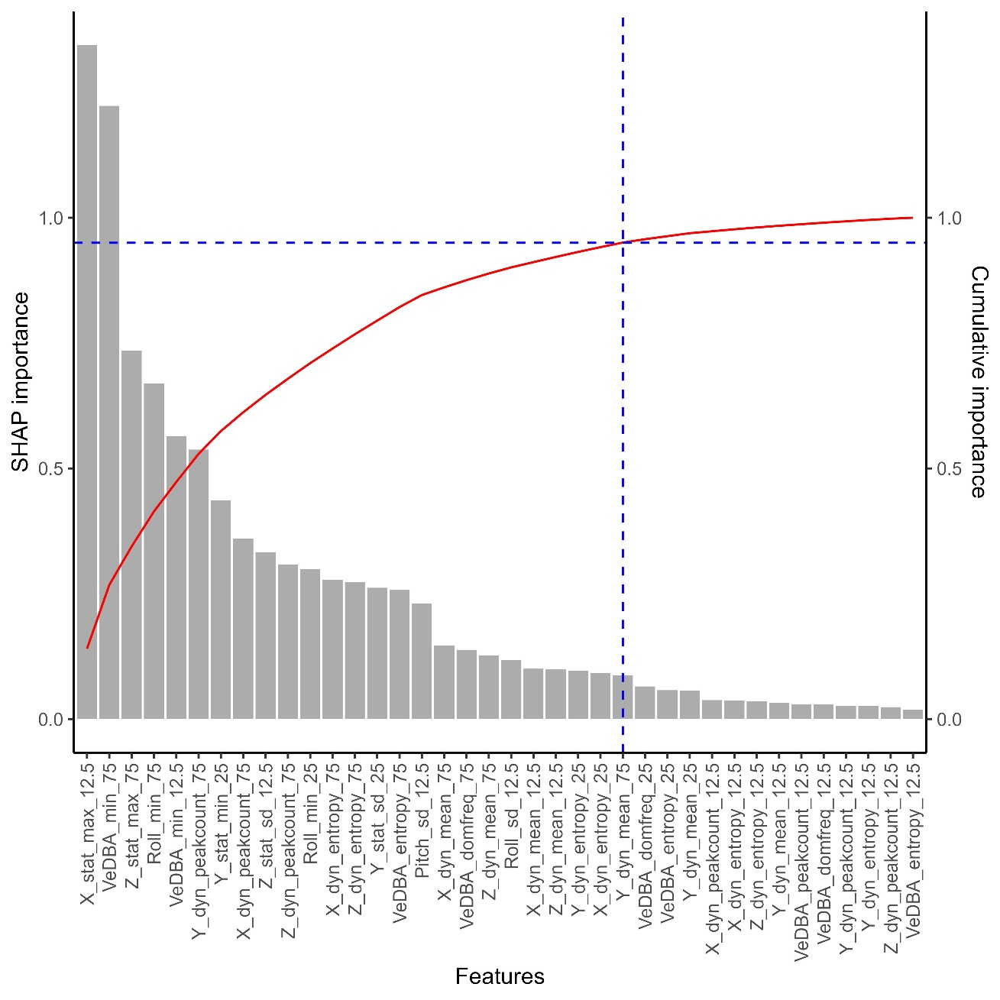 SHAP importance
1.0
0.5
0.0
Cumulative importance
1.0
0.5
0.0
X_stat_max_12.5
VeDBA_min_75
Z_stat_max_75
Roll_min_75
VeDBA_min_12.5
Y_dyn_peakcount_75
Y_stat_min_25
X_dyn_peakcount_75
Z_stat_sd_12.5
Z_dyn_peakcount_75
Roll_min_25
X_dyn_entropy_75
Z_dyn_entropy_75
Y_stat_sd_25
VeDBA_entropy_75
Pitch_sd_12.5
X_dyn_mean_75
VeDBA_domfreq_75
Z_dyn_mean_75
Roll_sd_12.5
X_dyn_mean_12.5
Z_dyn_mean_12.5
Y_dyn_entropy_25
X_dyn_entropy_25
Y_dyn_mean_75
VeDBA_domfreq_25
VeDBA_entropy_25
Y_dyn_mean_25
X_dyn_peakcount_12.5
X_dyn_entropy_12.5
Z_dyn_entropy_12.5
Y_dyn_mean_12.5
VeDBA_peakcount_12.5
VeDBA_domfreq_12.5
Y_dyn_peakcount_12.5
Y_dyn_entropy_12.5
Z_dyn_peakcount_12.5
VeDBA_entropy_12.5
Features